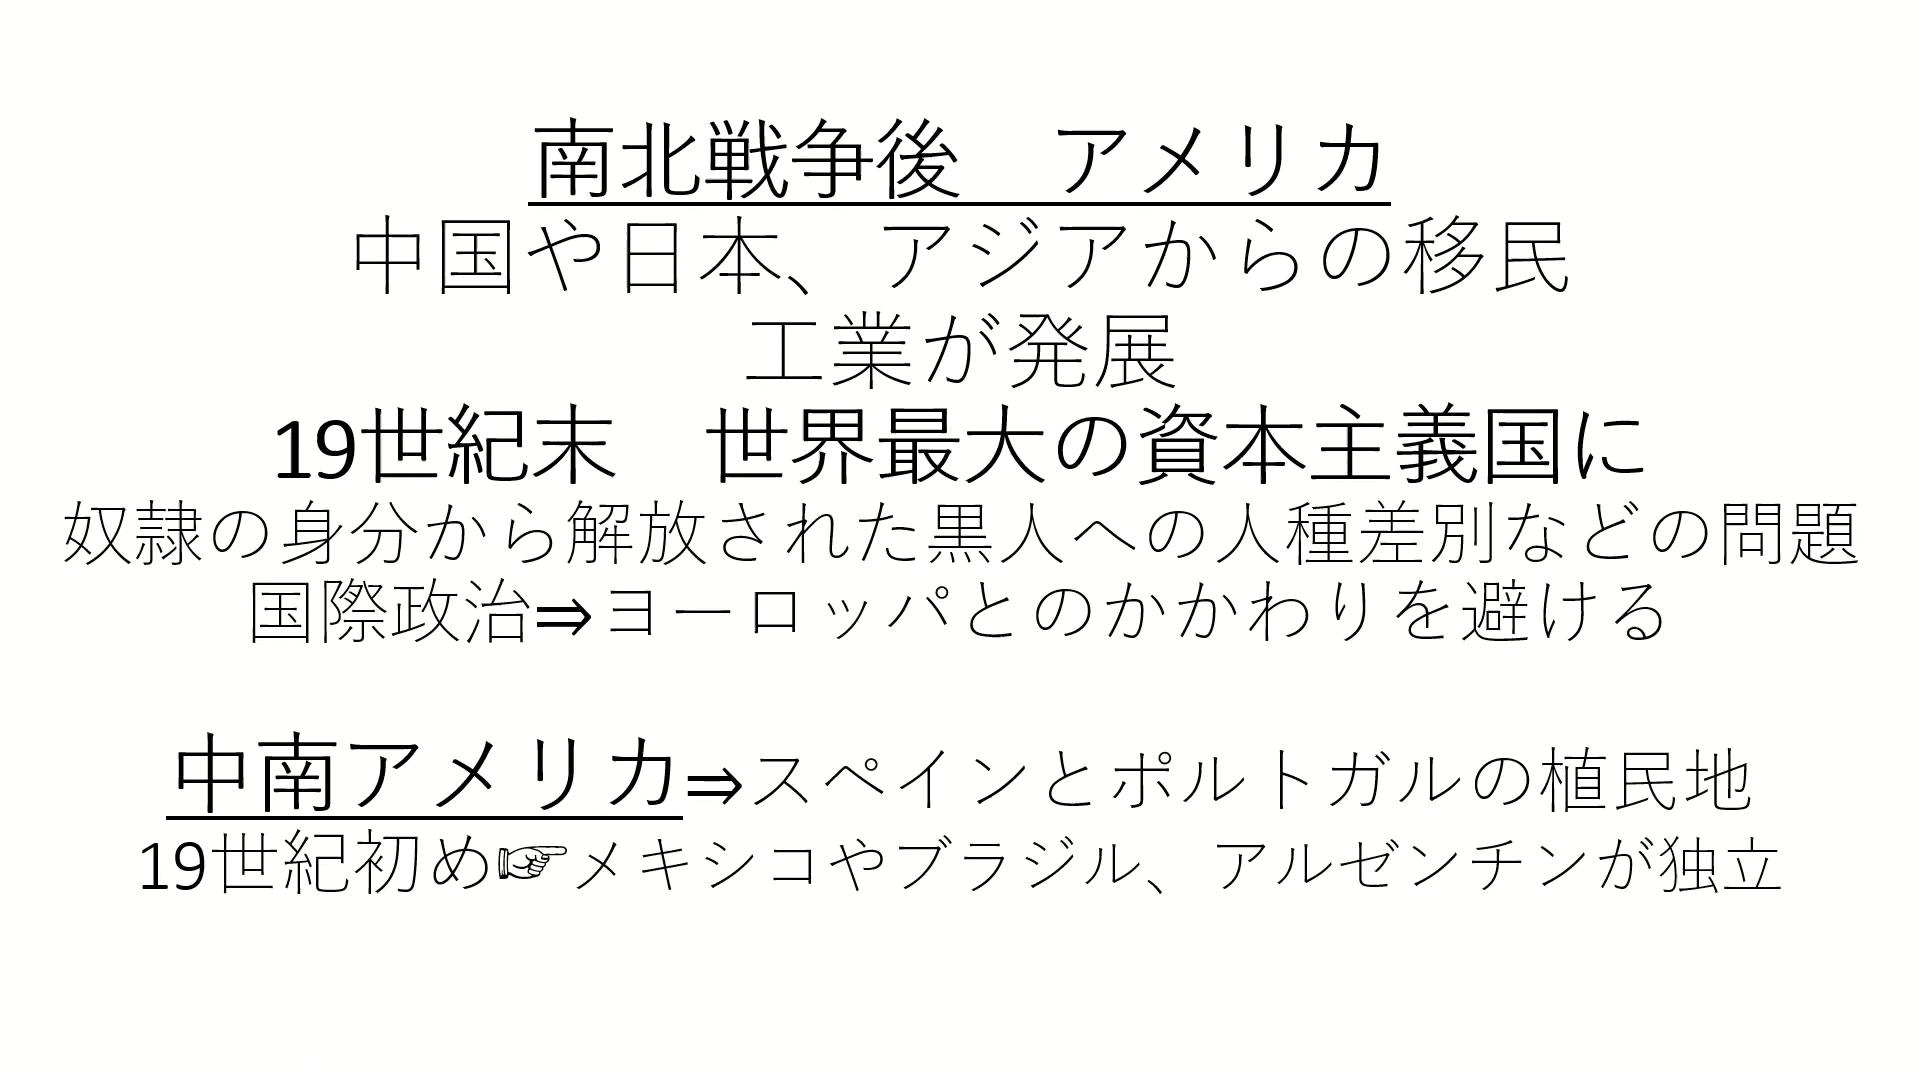 南北戦争後　アメリカ
中国や日本、アジアからの移民
工業が発展
19世紀末　世界最大の資本主義国に
奴隷の身分から解放された黒人への人種差別などの問題
国際政治⇒ヨーロッパとのかかわりを避ける
中南アメリカ⇒スペインとポルトガルの植民地
19世紀初め☞メキシコやブラジル、アルゼンチンが独立